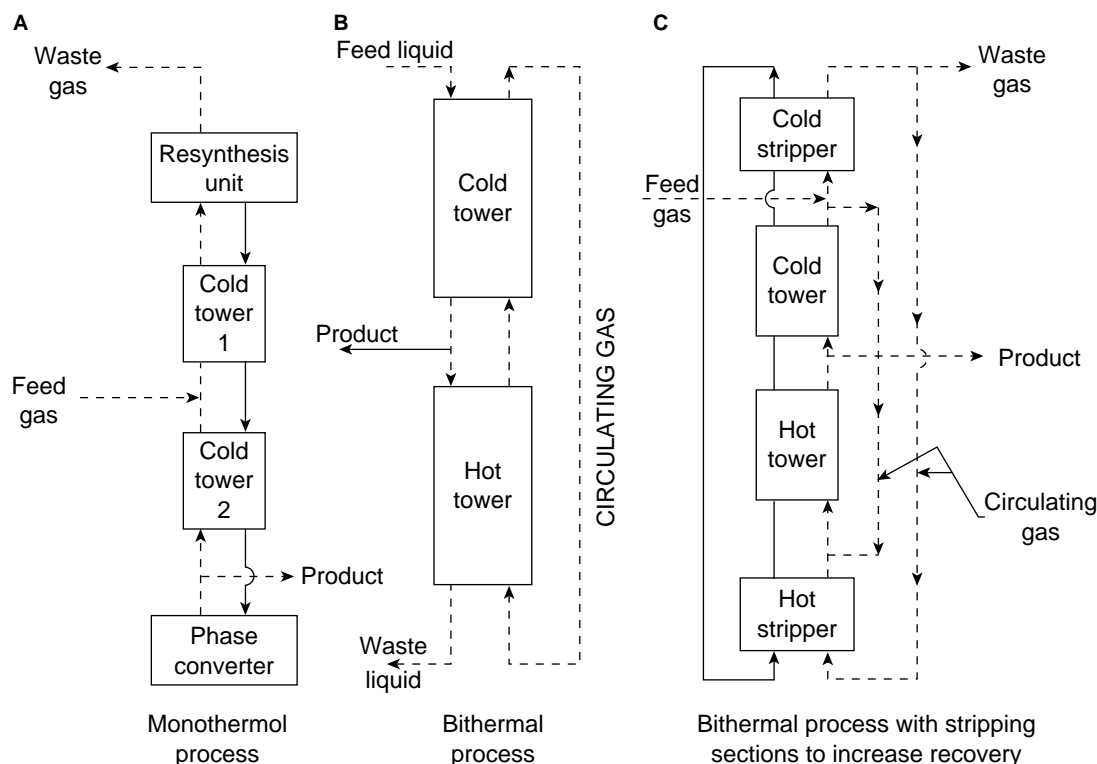 A
Waste
gas
Resynthesis
unit
Cold
tower
1
Feed
gas
Cold
tower
2
Product
Phase
converter
Monothermol
process
B
Feed liquid
Cold
tower
Product
Hot
tower
CIRCULATING GAS
Waste
liquid
Bithermal
process
C
Waste
gas
Cold
stripper
Feed
gas
Cold
tower
Product
Hot
tower
Circulating
gas
Hot
stripper
Bithermal process with stripping
sections to increase recovery